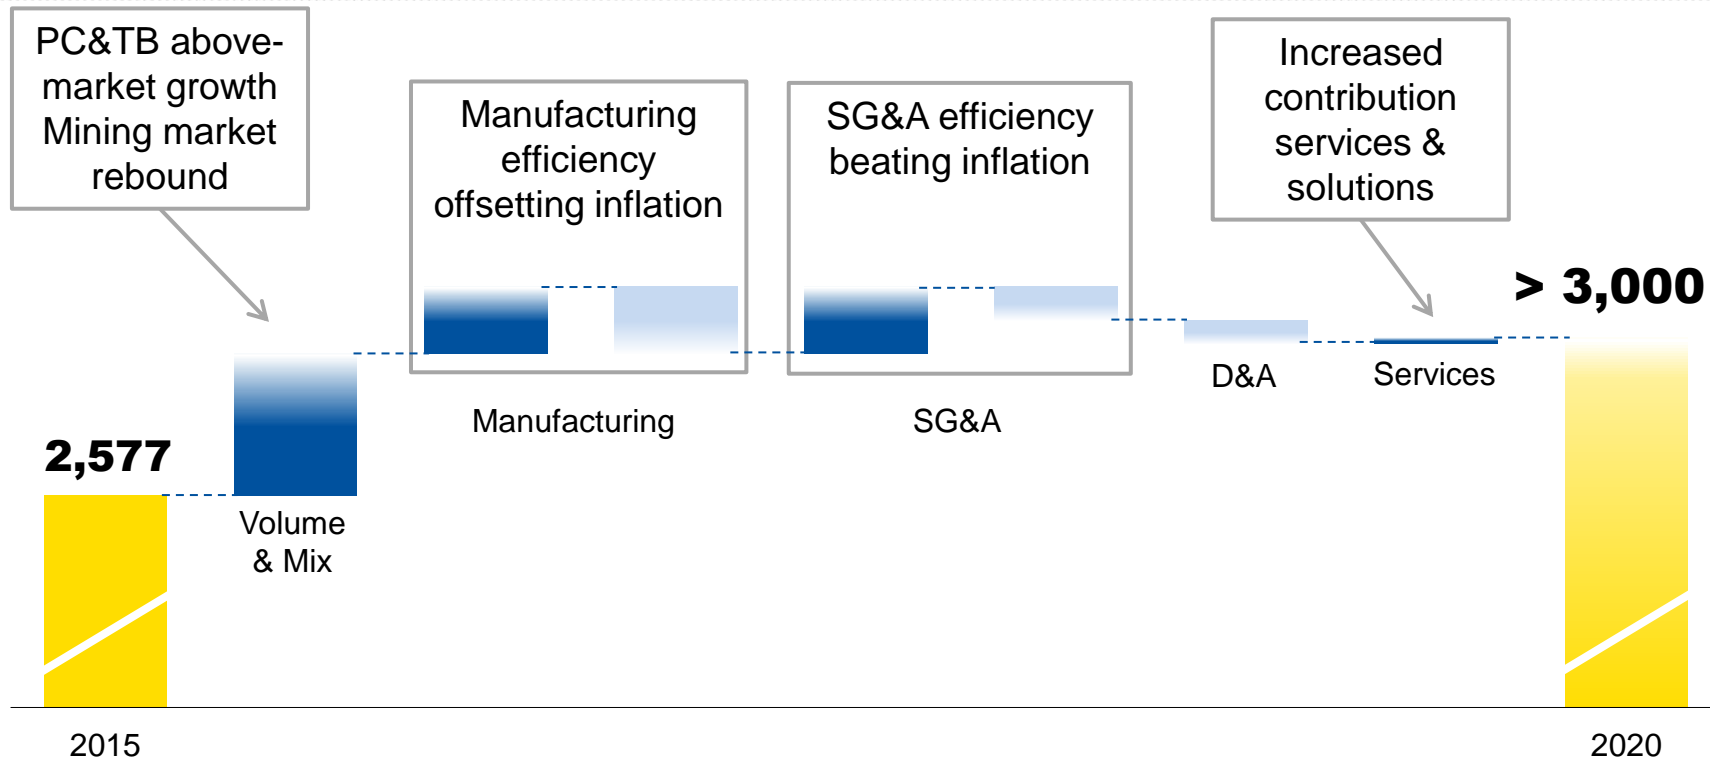 PC&TB above-
market growth
Mining market
rebound
Manufacturing
efficiency
offsetting inflation
SG&A efficiency
beating inflation
Increased
contribution
services &
solutions
> 3,000
2,577
Volume
& Mix
Manufacturing
SG&A
D&A
Services
2015
2020